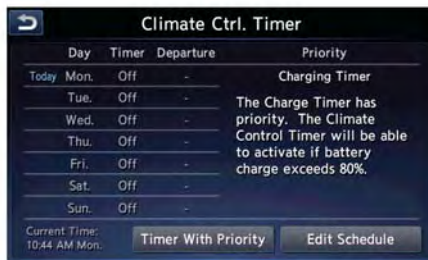 Climate Ctrl. Timer
Day Timer Departure Priority
Today Mon. Off - Charging Timer
Tue. Off -
Wed. Off -
Thu. Off -
Fri. Off -
Sat. Off -
Sun. Off -
The Charge Timer has
priority. The Climate
Control Timer will be able
to activate if battery
charge exceeds 80%.
Current Time:
10:44 AM Mon.
Timer With Priority
Edit Schedule